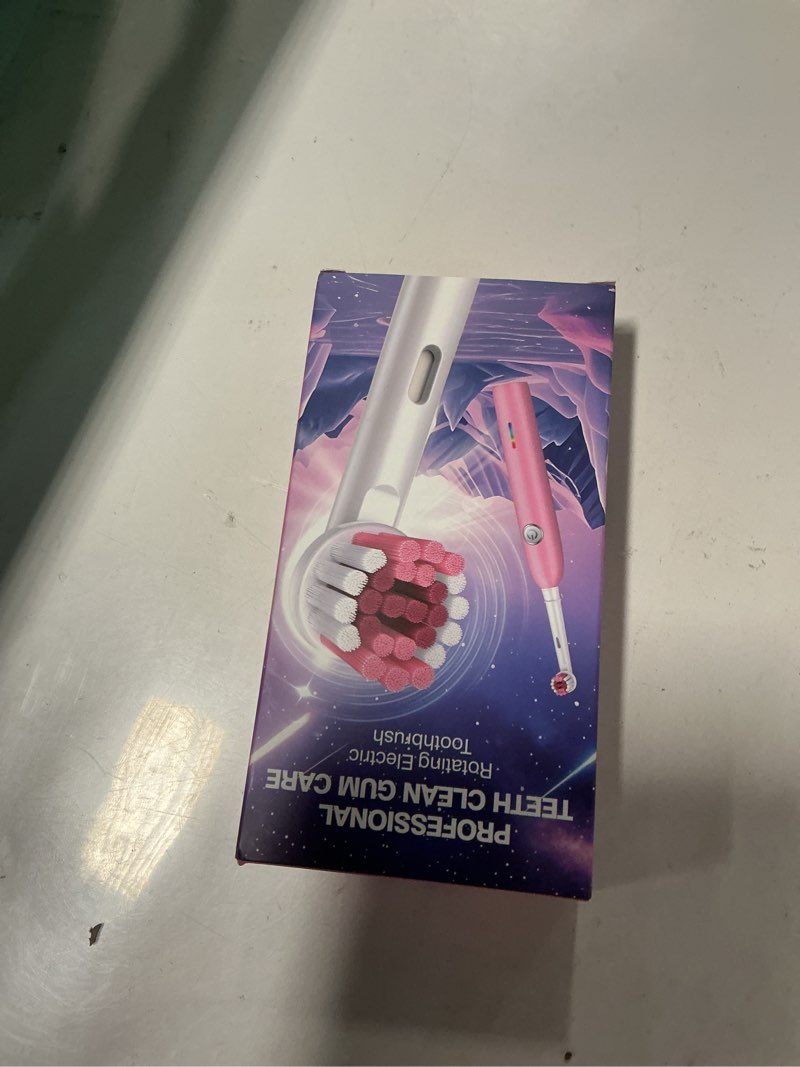 PROFESSIONAL
TEETH CLEAN GUM CARE
Rotating Electric
Toothbrush